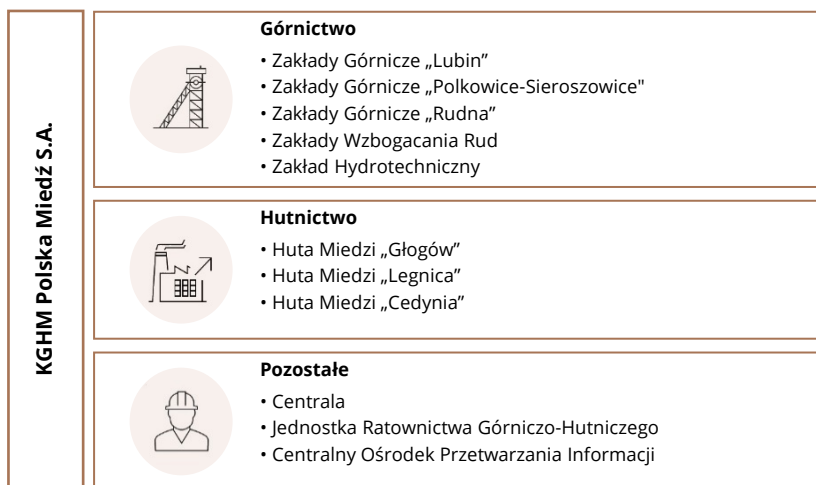 KGHM Polska Miedź S.A.
Górnictwo
• Zakłady Górnicze „Lubin”
• Zakłady Górnicze „Polkowice-Sieroszowice"
• Zakłady Górnicze „Rudna”
• Zakłady Wzbogacania Rud
• Zakład Hydrotechniczny
Hutnictwo
• Huta Miedzi „Głogów”
• Huta Miedzi „Legnica”
• Huta Miedzi „Cedynia”
Pozostałe
• Centrala
• Jednostka Ratownictwa Górniczo-Hutniczego
• Centralny Ośrodek Przetwarzania Informacji